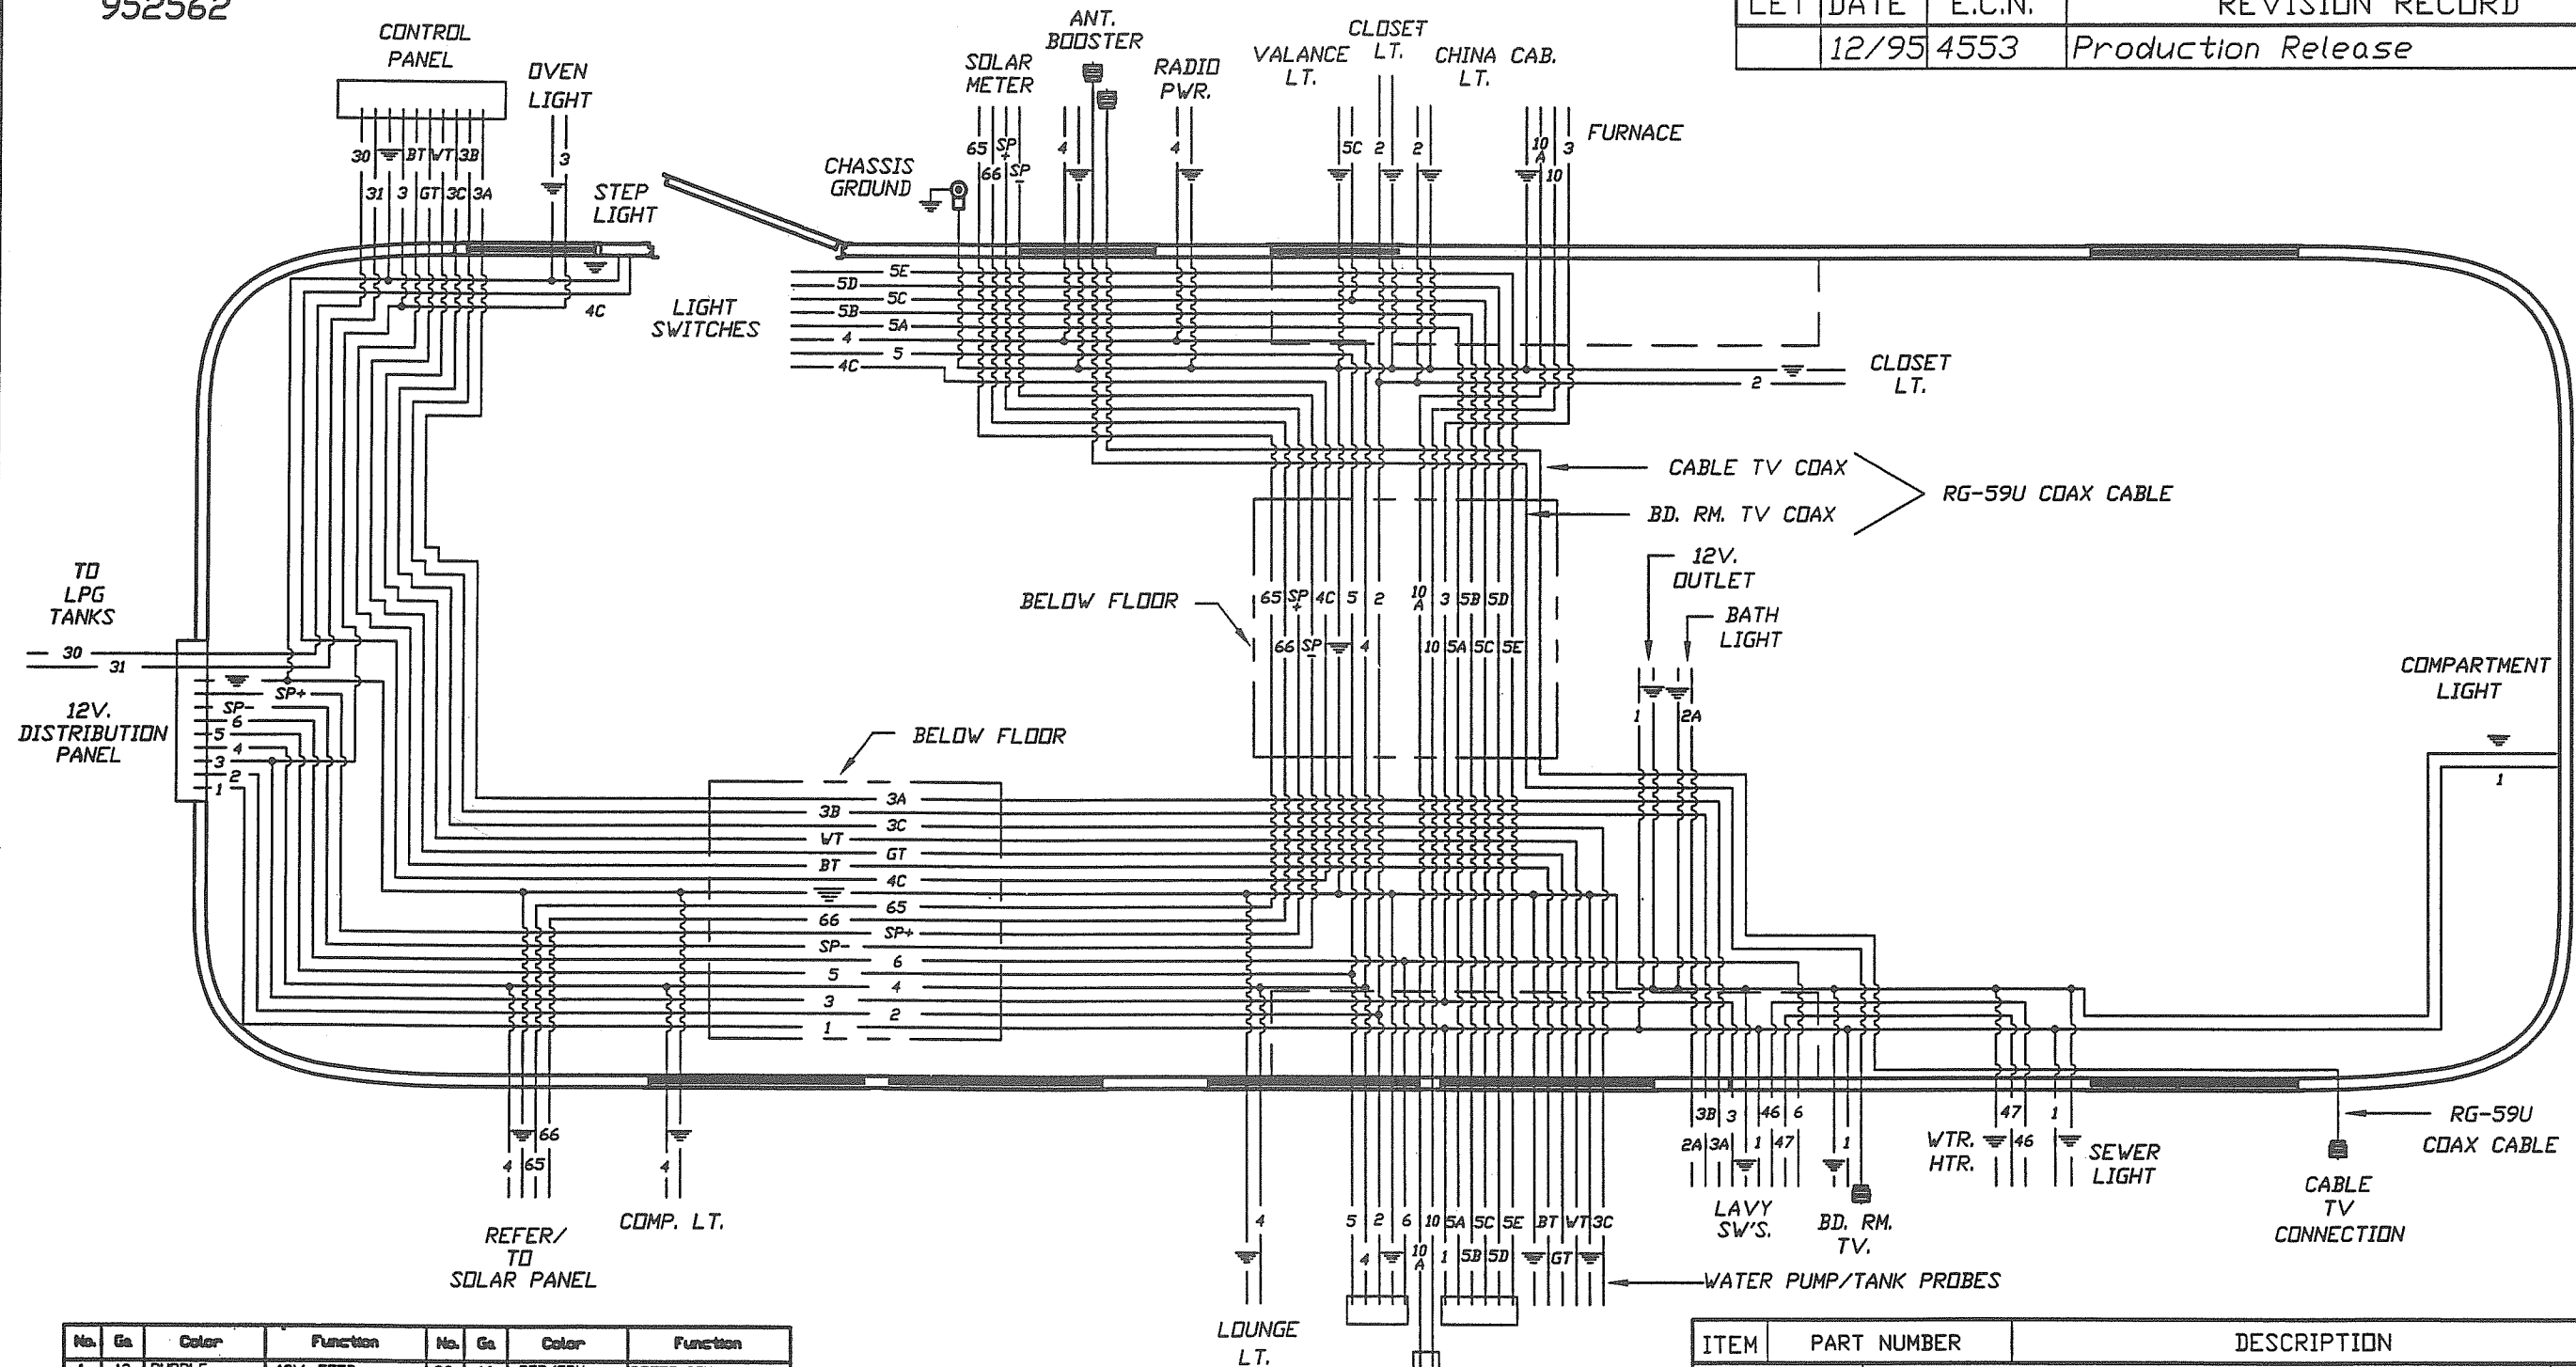 952562
LET DATE E.C.N. REVISION RECORD
12/95 4553 Production Release
CONTROL
PANEL
OVEN
LIGHT
SOLAR
METER
ANT.
BOOSTER
RADIO
PWR.
VALANCE
LT.
CLOSET
LT.
CHINA CAB.
LT.
FURNACE
30 BT WT 3B
31 3 GT 3C 3A
3
STEP
LIGHT
CHASSIS
GROUND
65 SP+
66 SP-
4
4
5C 2 2
10A 3
10
4C
LIGHT
SWITCHES
5E
5D
5C
5B
5A
4
5
4C
CLOSET
LT.
2
CABLE TV COAX
RG-59U COAX CABLE
BD. RM. TV COAX
12V.
OUTLET
BATH
LIGHT
BELOW FLOOR
65 SP+ 4C 5 2 10A 3 5B 5D
66 SP- 4 10 5A 5C 5E
TO
LPG
TANKS
30
31
SP+
SP-
6
5
4
3
2
1
12V.
DISTRIBUTION
PANEL
1 2A
COMPARTMENT
LIGHT
1
BELOW FLOOR
3A
3B
3C
WT
GT
BT
4C
65
66
SP+
SP-
6
5
4
3
2
1
66
4 65
4
REFER/
TO
SOLAR PANEL
COMP. LT.
4
LOUNGE
LT.
5 2 6 10 5A 5C 5E BT WT 3C
4 10A 1 5B 5D GT
WATER PUMP/TANK PROBES
3B 3 46 6
2A 3A 1 47
LAVY
SW'S.
1
BD. RM.
TV.
WTR.
HTR.
47
46
1
SEWER
LIGHT
RG-59U
COAX CABLE
CABLE
TV
CONNECTION
No. Ga Color Function No. Ga Color Function
ITEM PART NUMBER DESCRIPTION